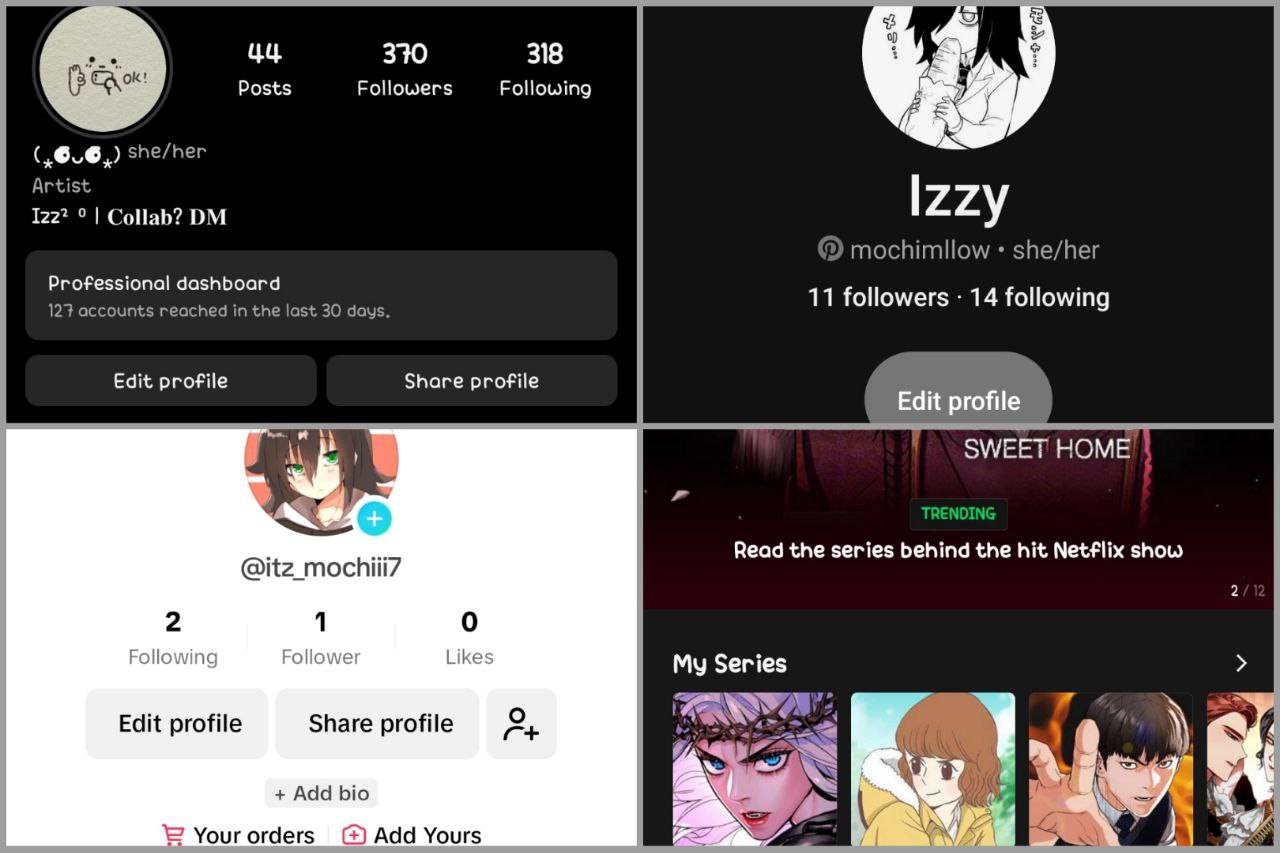 OK!
44
Posts
370
Followers
318
Following
she/her
Artist
Izz² ⁰ | Collab? DM
Professional dashboard
127 accounts reached in the last 30 days.
Edit profile
Share profile
Izzy
mochimllow • she/her
11 followers · 14 following
Edit profile
@itz_mochiii7
2
Following
1
Follower
0
Likes
Edit profile
Share profile
+ Add bio
Your orders
Add Yours
SWEET HOME
TRENDING
Read the series behind the hit Netflix show
2 / 12
My Series